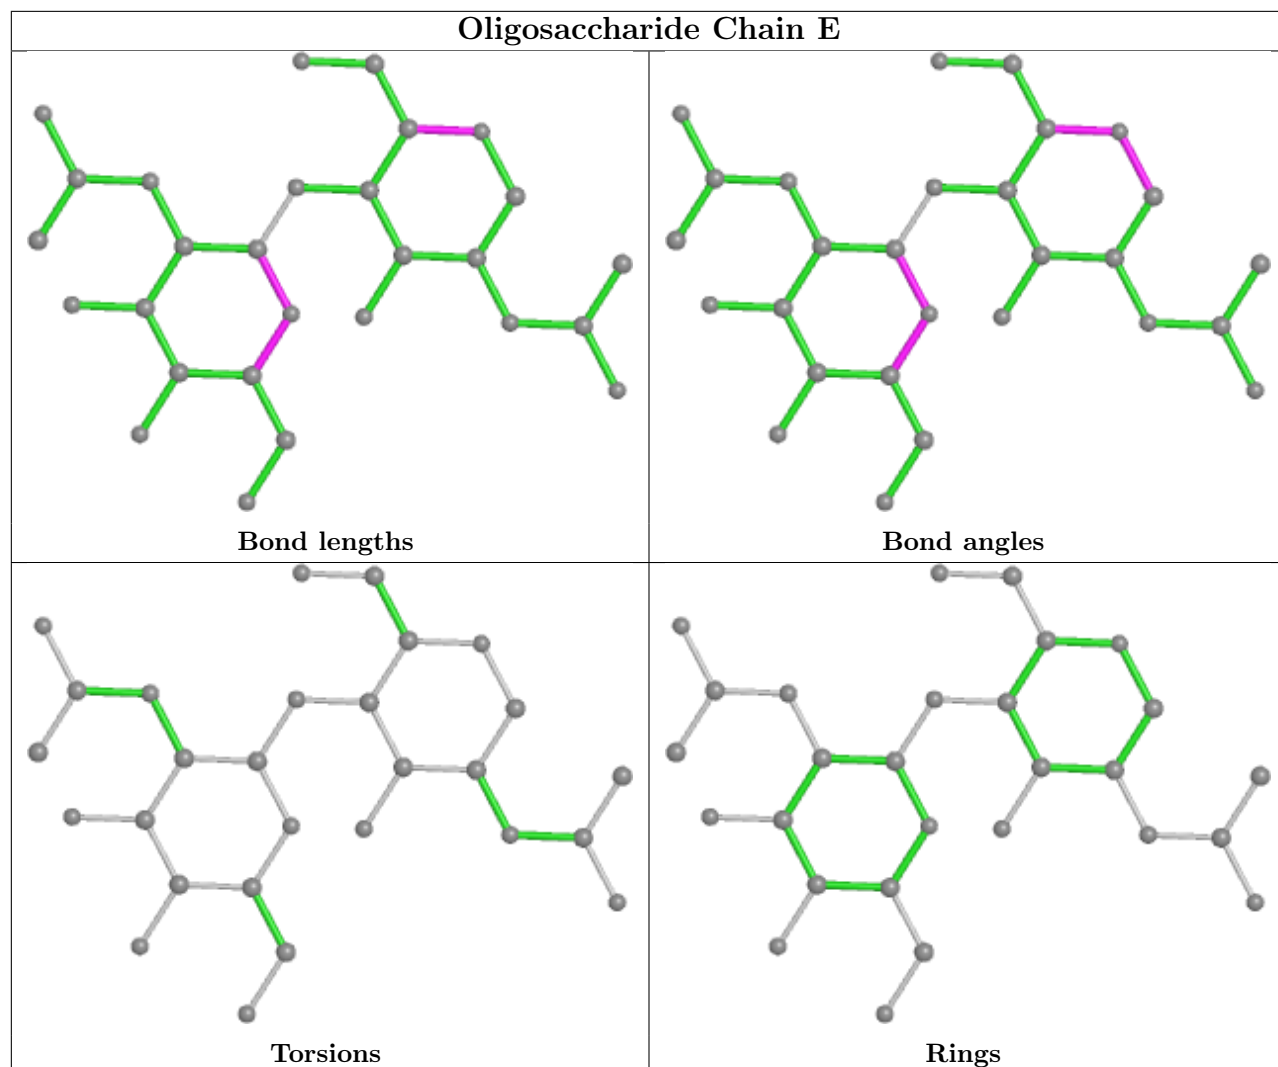 Oligosaccharide Chain E
Bond lengths
Bond angles
Torsions
Rings